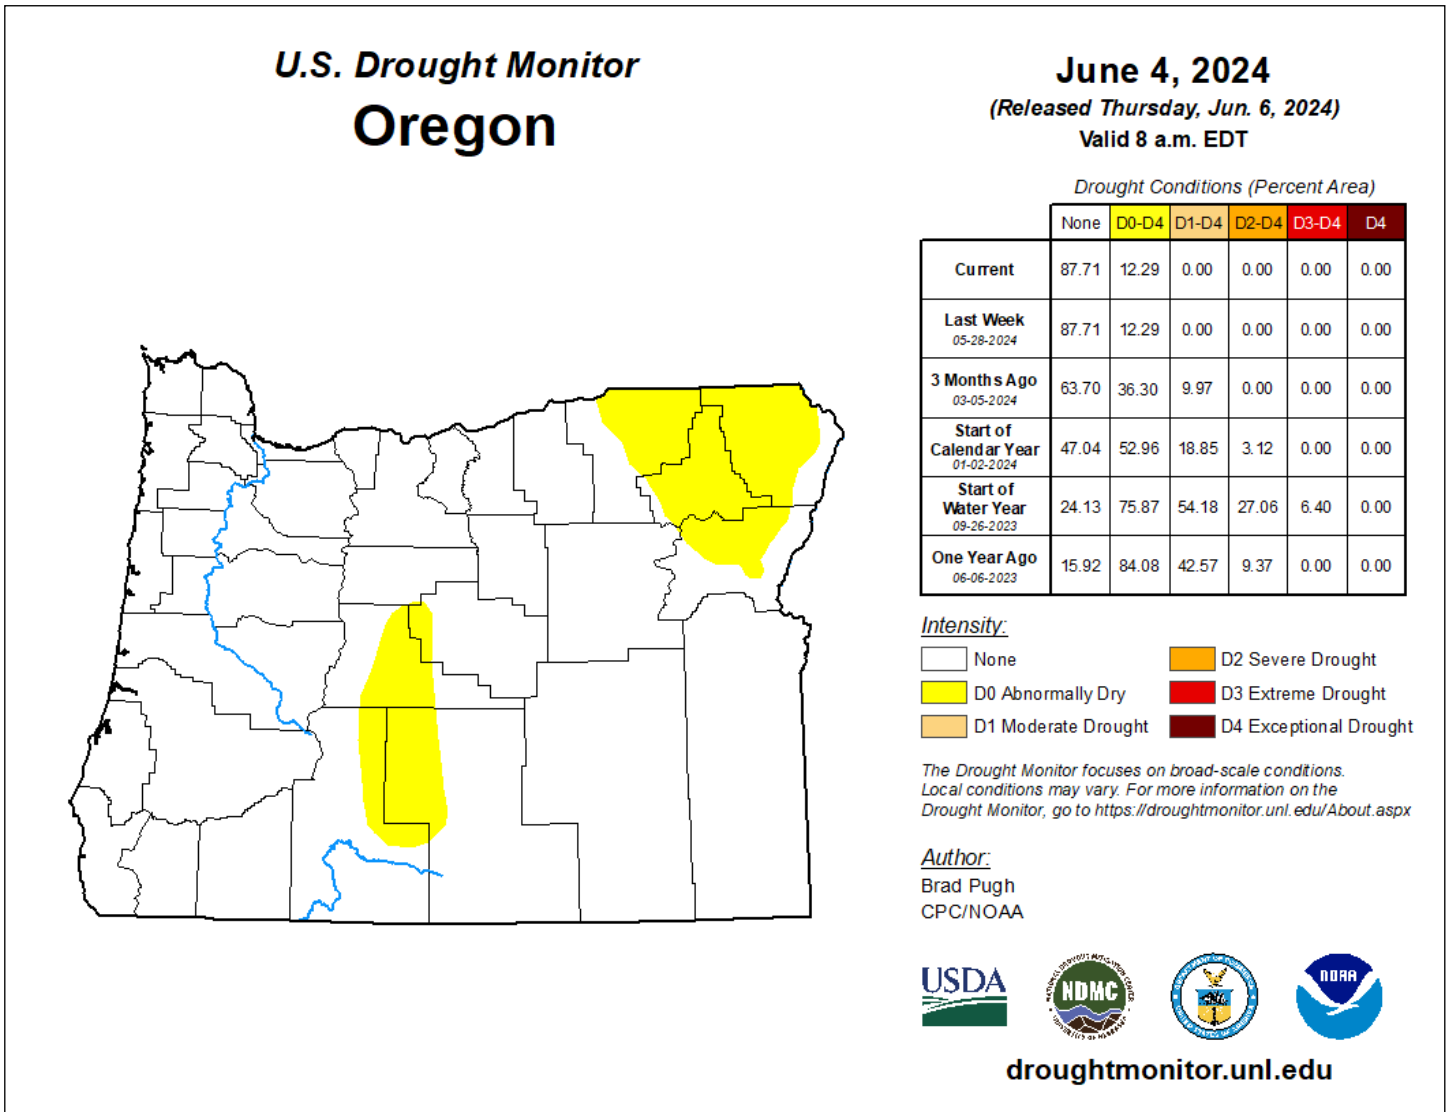 U.S. Drought Monitor
Oregon
June 4, 2024
(Released Thursday, Jun. 6, 2024)
Valid 8 a.m. EDT
Drought Conditions (Percent Area)
None D0-D4 D1-D4 D2-D4 D3-D4 D4
Current 87.71 12.29 0.00 0.00 0.00 0.00
Last Week
05-28-2024 87.71 12.29 0.00 0.00 0.00 0.00
3 Months Ago
03-05-2024 63.70 36.30 9.97 0.00 0.00 0.00
Start of
Calendar Year
01-02-2024 47.04 52.96 18.85 3.12 0.00 0.00
Start of
Water Year
09-26-2023 24.13 75.87 54.18 27.06 6.40 0.00
One Year Ago
06-06-2023 15.92 84.08 42.57 9.37 0.00 0.00
Intensity:
None
D0 Abnormally Dry
D1 Moderate Drought
D2 Severe Drought
D3 Extreme Drought
D4 Exceptional Drought
The Drought Monitor focuses on broad-scale conditions.
Local conditions may vary. For more information on the
Drought Monitor, go to https://droughtmonitor.unl.edu/About.aspx
Author:
Brad Pugh
CPC/NOAA
USDA
NDMC
NOAA
droughtmonitor.unl.edu